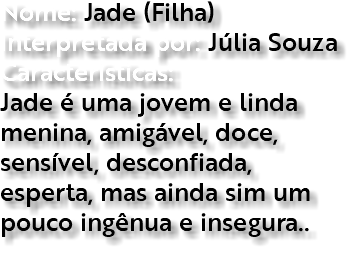 Nome: Jade (Filha)
Interpretada por: Júlia Souza
Características:
Jade é uma jovem e linda
menina, amigável, doce,
sensível, desconfiada,
esperta, mas ainda sim um
pouco ingênua e insegura..